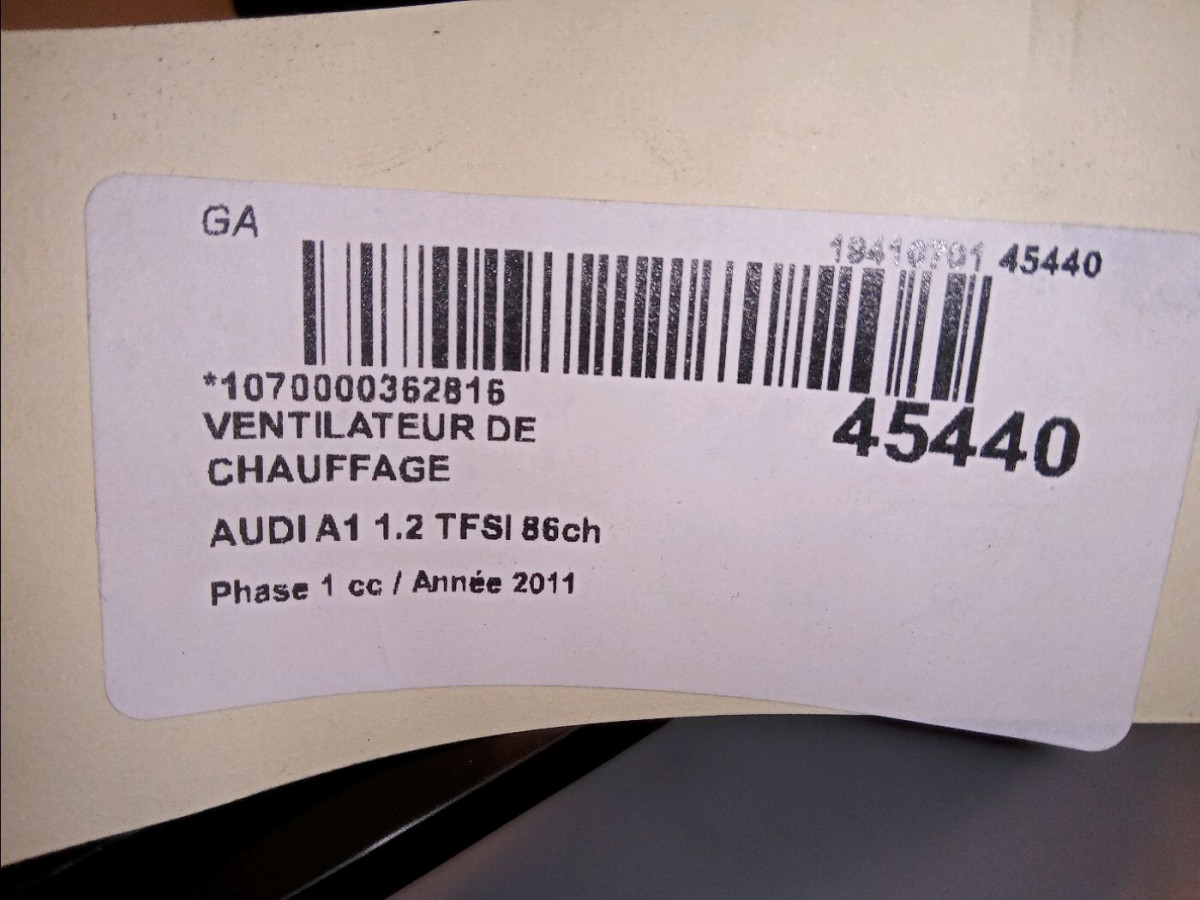 GA
18410701 45440
*1070000362816
VENTILATEUR DE
CHAUFFAGE
45440
AUDI A1 1.2 TFSI 86ch
Phase 1 cc / Année 2011